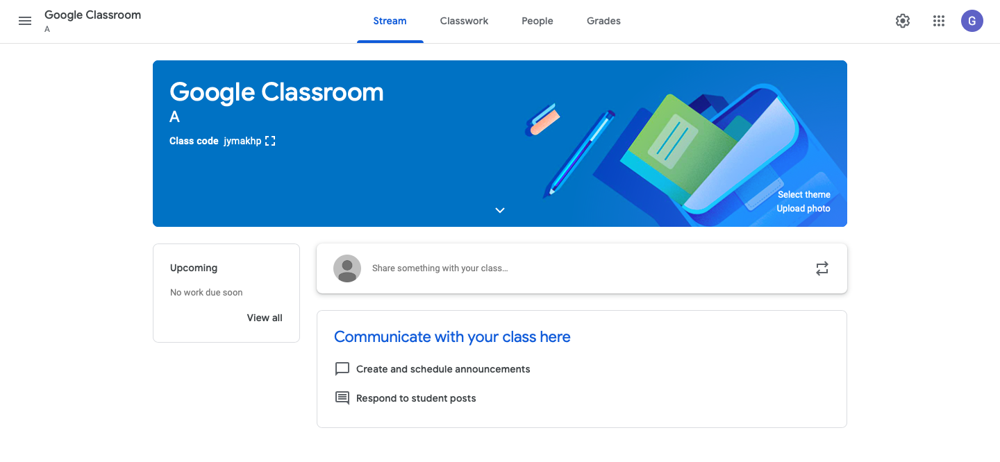 Google Classroom
A
Stream
Classwork
People
Grades
G
Google Classroom
A
Class code jymakhp
Select theme
Upload photo
Upcoming
No work due soon
View all
Share something with your class…
Communicate with your class here
Create and schedule announcements
Respond to student posts